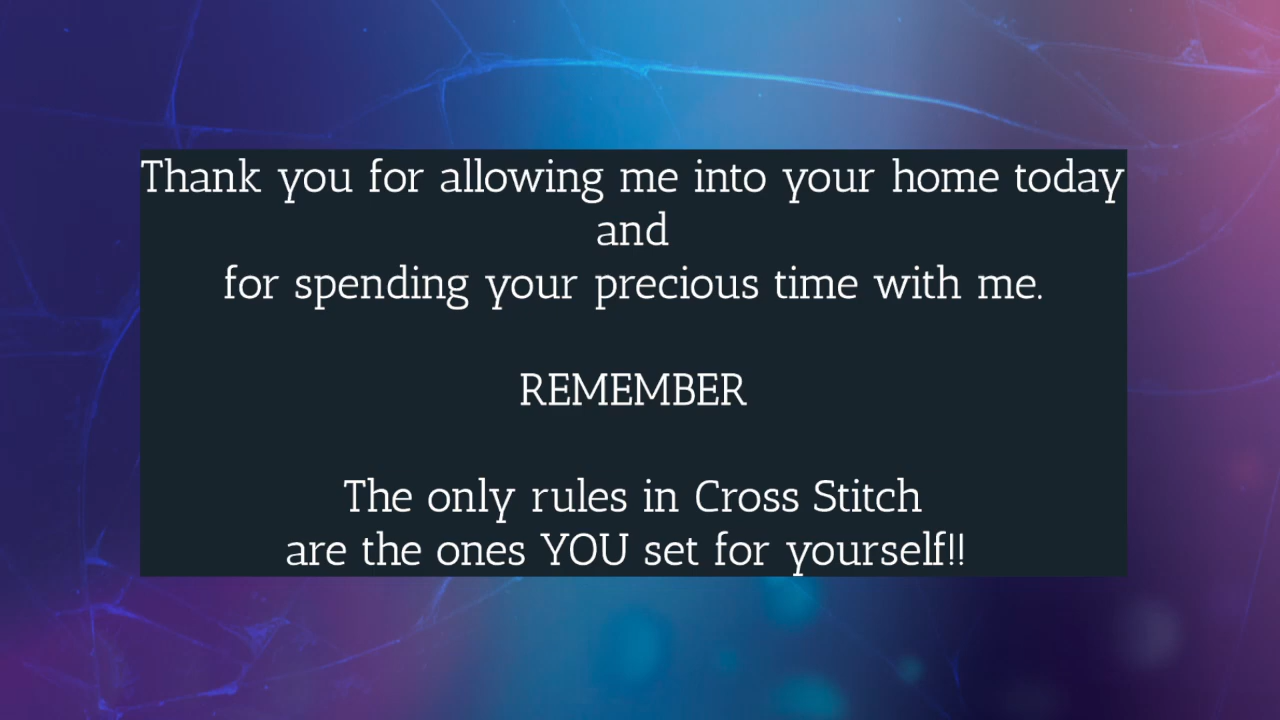 Thank you for allowing me into your home today
and
for spending your precious time with me.
REMEMBER
The only rules in Cross Stitch
are the ones YOU set for yourself!!